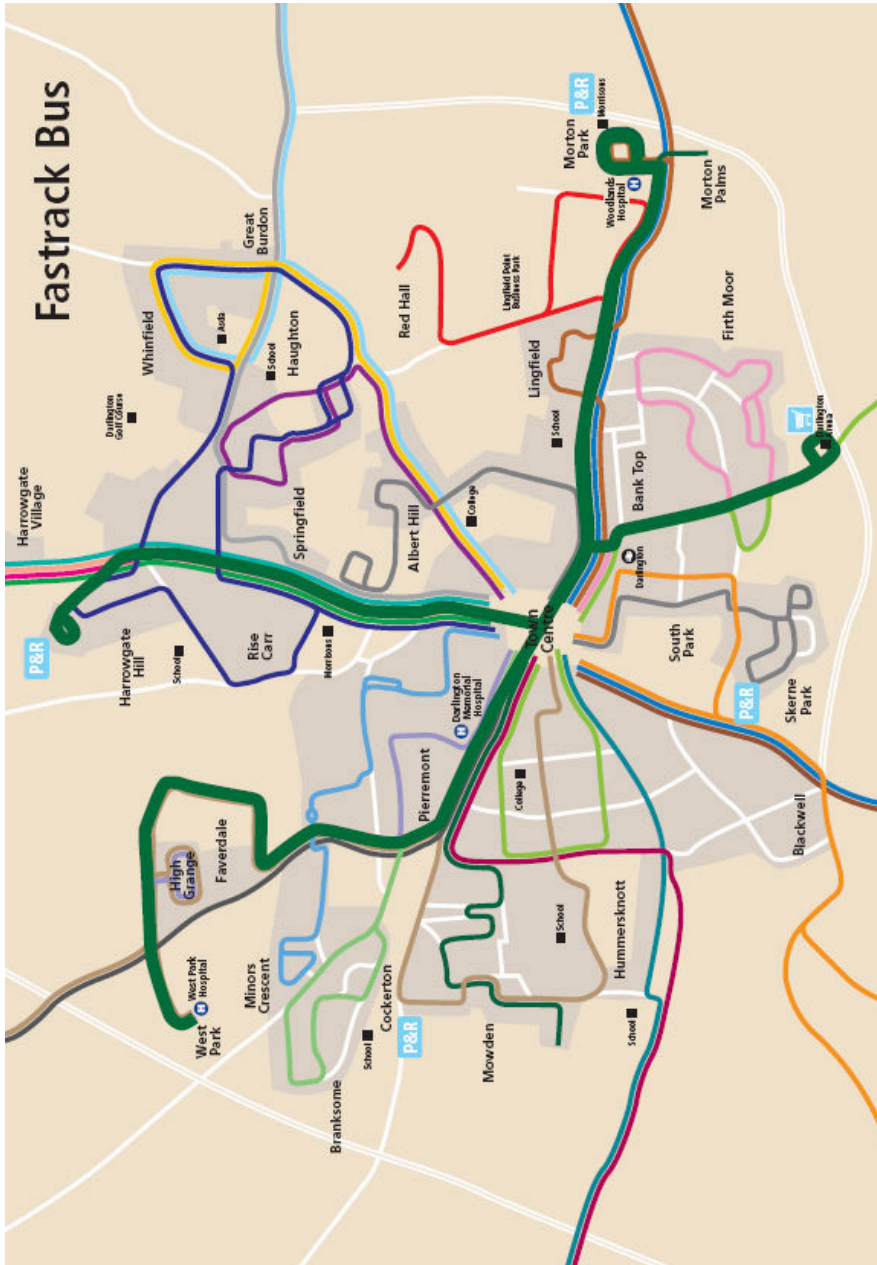 Fastrack Bus
P&R
Harrowgate
Village
Darlington
Golf Course
Whinfield
Asda
Great
Burdon
School
Haughton
Harrowgate
Hill
School
Rise
Carr
Morrisons
Springfield
Albert Hill
College
Red Hall
Lingfield Point
Business Park
Lingfield
School
Morton
Park
P&R
Morrisons
Woodlands
Hospital
H
Morton
Palms
Firth Moor
Bank Top
Darlington
Darlington
Arena
Town
Centre
South
Park
Skerne
Park
P&R
Blackwell
H
Darlington
Memorial
Hospital
Pierremont
College
High
Grange
Faverdale
West Park
Hospital
H
West
Park
Minors
Crescent
Cockerton
School
Branksome
P&R
Mowden
School
Hummersknott
School